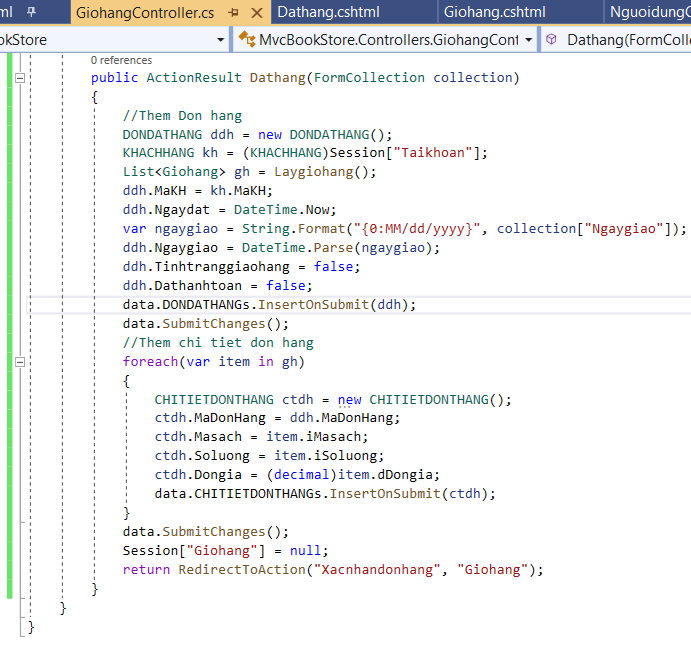 ml GiohangController.cs Dathang.cshtml Giohang.cshtml NguoidungC
okStore MvcBookStore.Controllers.GiohangCont Dathang(FormColle
0 references
public ActionResult Dathang(FormCollection collection)
{
//Them Don hang
DONDATHANG ddh = new DONDATHANG();
KHACHHANG kh = (KHACHHANG)Session["Taikhoan"];
List<Giohang> gh = Laygiohang();
ddh.MaKH = kh.MaKH;
ddh.Ngaydat = DateTime.Now;
var ngaygiao = String.Format("{0:MM/dd/yyyy}", collection["Ngaygiao"]);
ddh.Ngaygiao = DateTime.Parse(ngaygiao);
ddh.Tinhtranggiaohang = false;
ddh.Dathanhtoan = false;
data.DONDATHANGs.InsertOnSubmit(ddh);
data.SubmitChanges();
//Them chi tiet don hang
foreach(var item in gh)
{
CHITIETDONTHANG ctdh = new CHITIETDONTHANG();
ctdh.MaDonHang = ddh.MaDonHang;
ctdh.Masach = item.iMasach;
ctdh.Soluong = item.iSoluong;
ctdh.Dongia = (decimal)item.dDongia;
data.CHITIETDONTHANGs.InsertOnSubmit(ctdh);
}
data.SubmitChanges();
Session["Giohang"] = null;
return RedirectToAction("Xacnhandonhang", "Giohang");
}
}
}